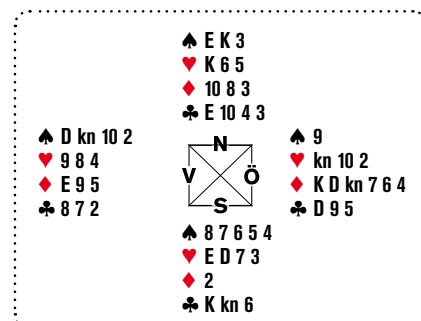 ♠ E K 3
♥ K 6 5
♦ 10 8 3
♣ E 10 4 3
♠ D kn 10 2
♥ 9 8 4
♦ E 9 5
♣ 8 7 2
N
V Ö
S
♠ 9
♥ kn 10 2
♦ K D kn 7 6 4
♣ D 9 5
♠ 8 7 6 5 4
♥ E D 7 3
♦ 2
♣ K kn 6